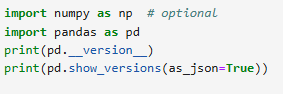 import numpy as np  # optional
import pandas as pd
print(pd.__version__)
print(pd.show_versions(as_json=True))